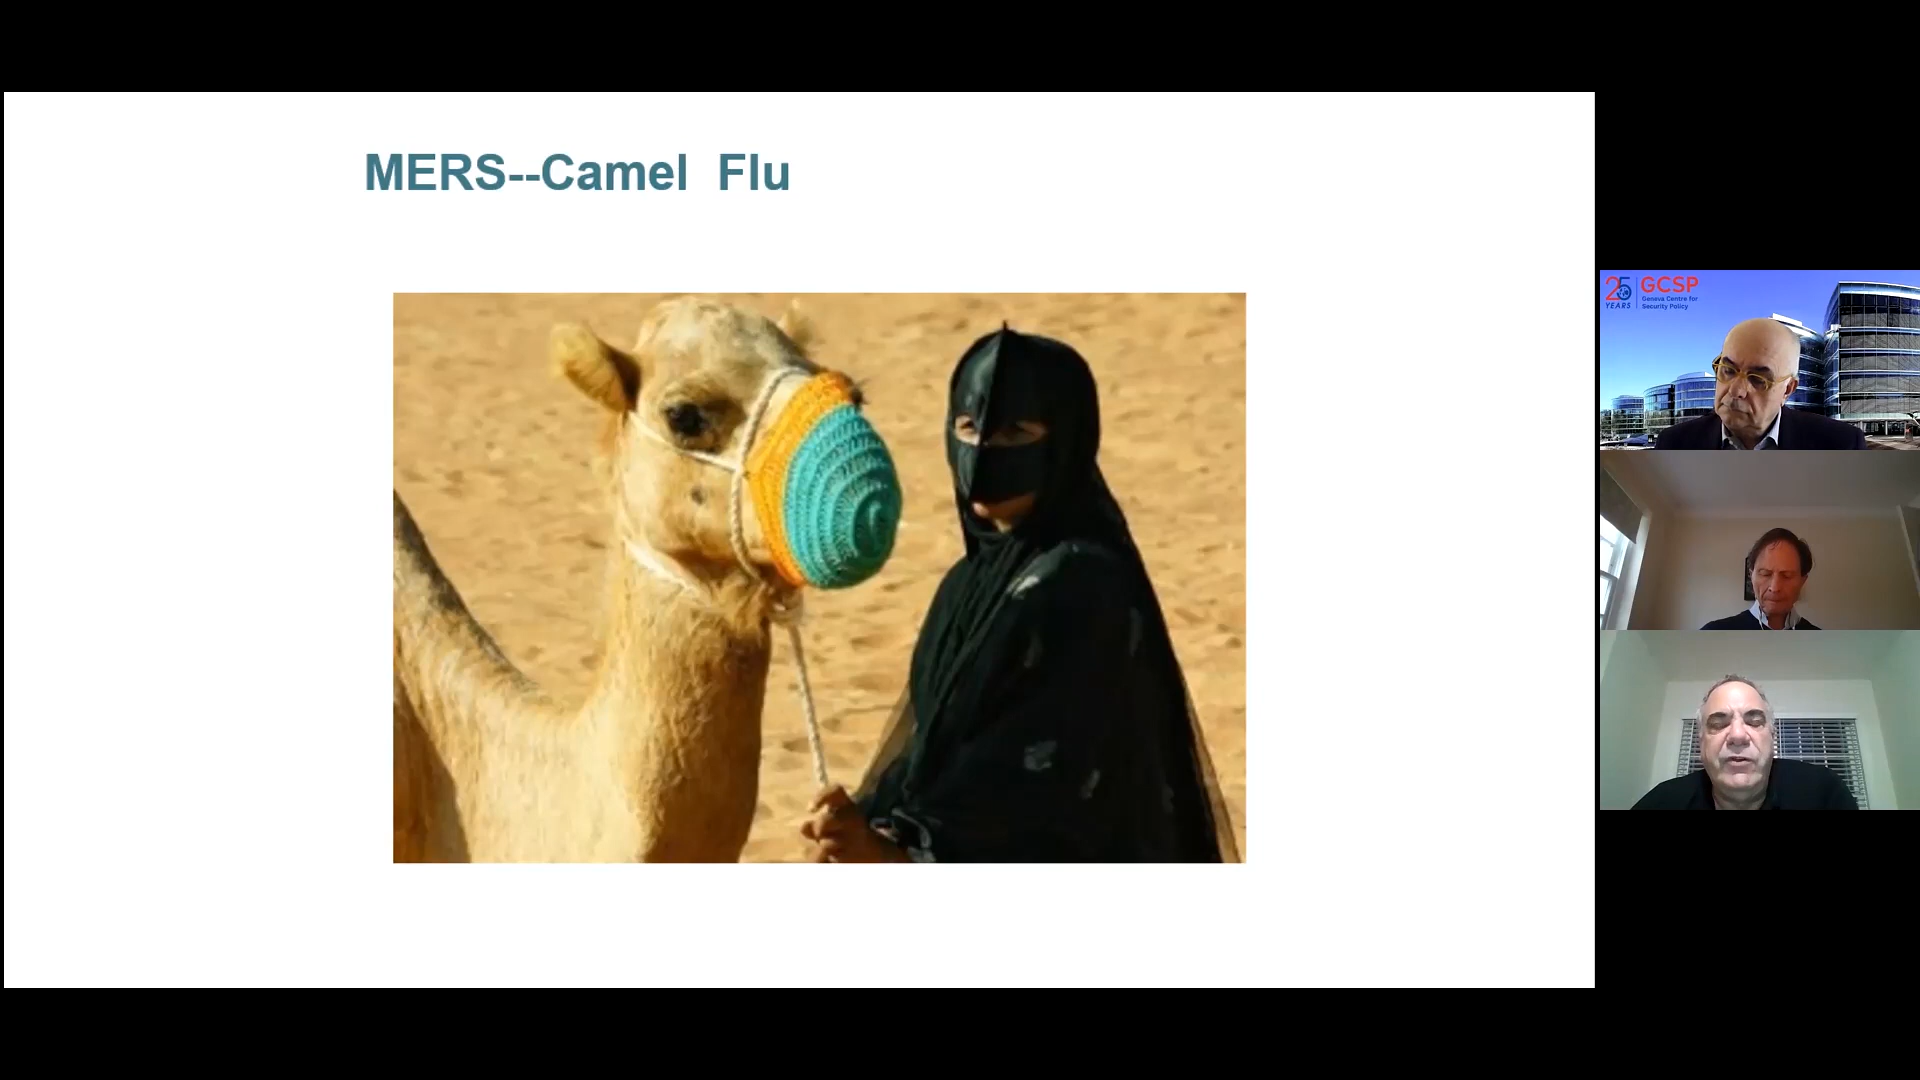 MERS--Camel Flu
25 GCSP
YEARS Geneva Centre for
Security Policy